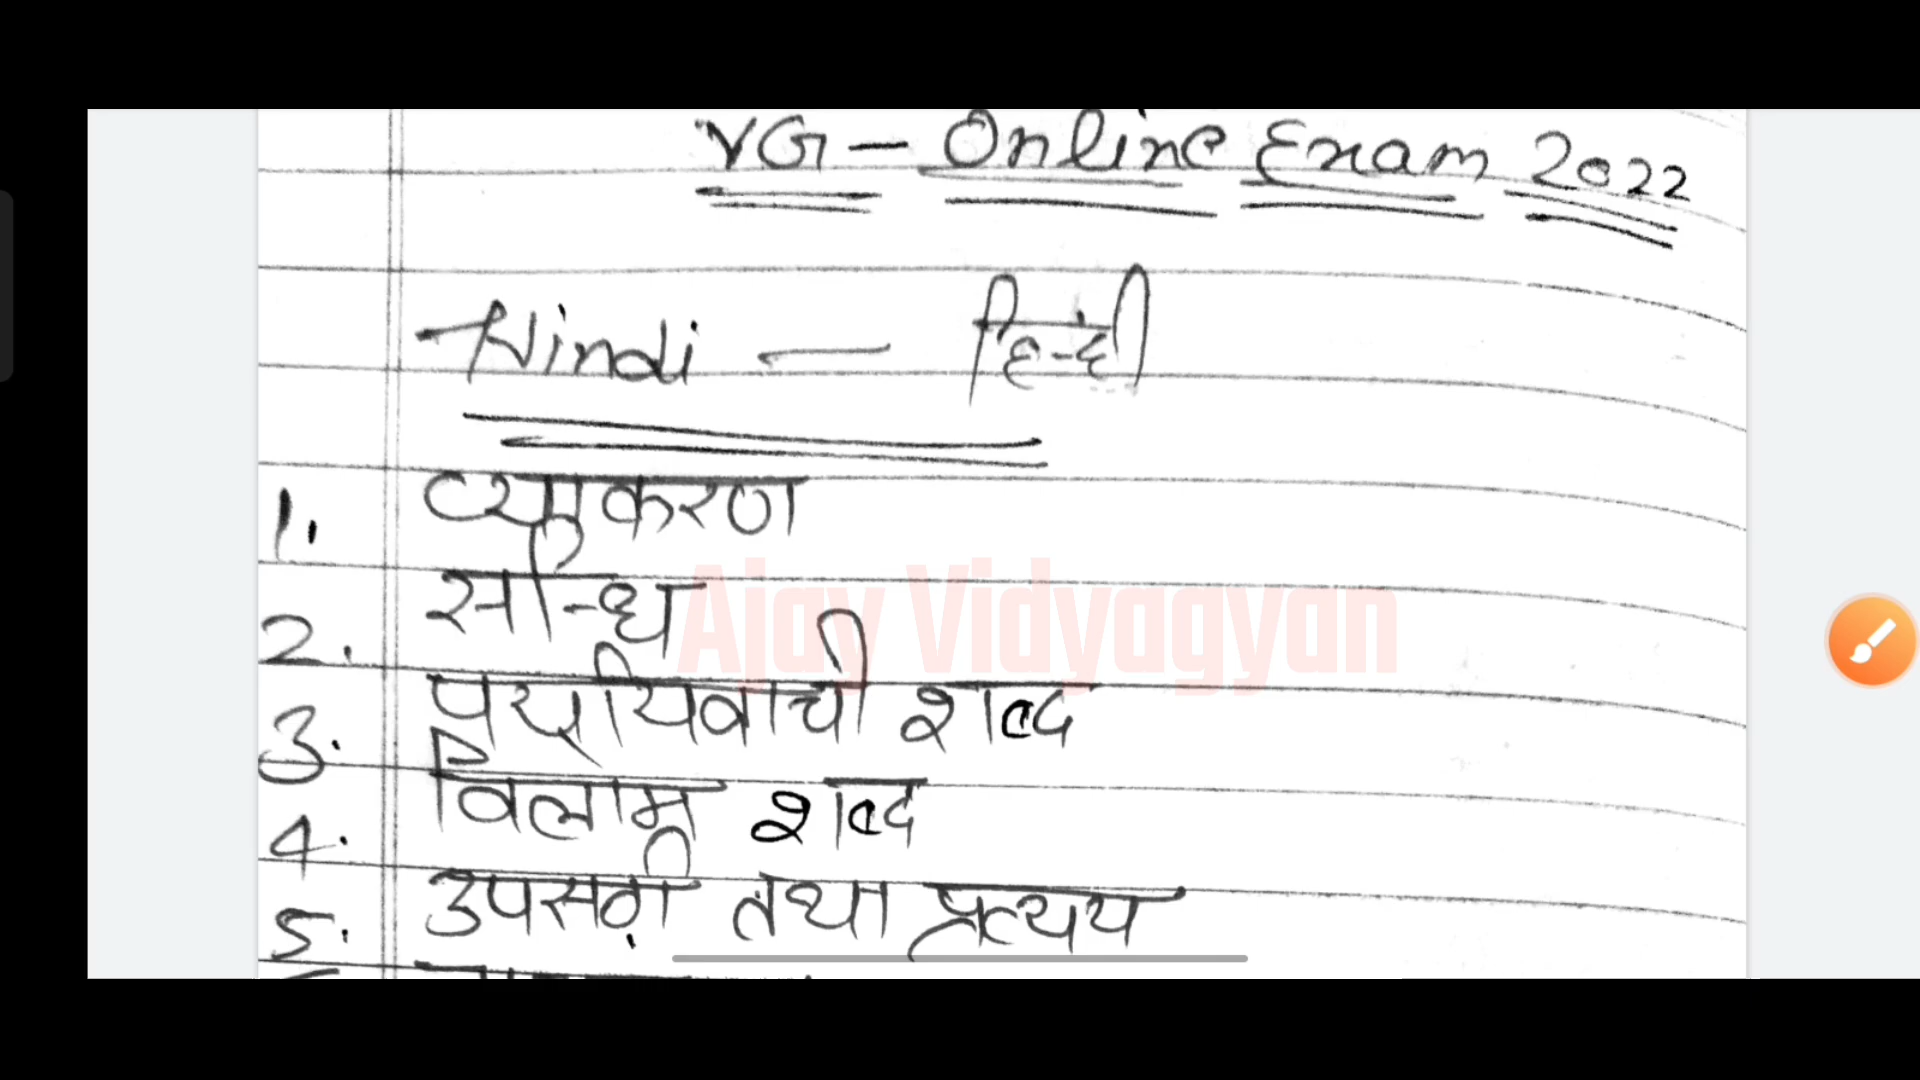 VG - Online Exam 2022
Hindi — हिन्दी
1. व्याकरण
2. सन्धि
3. पर्यायवाची शब्द
4. विलोम शब्द
5. उपसर्ग तथा प्रत्यय
Ajay Vidyagyan